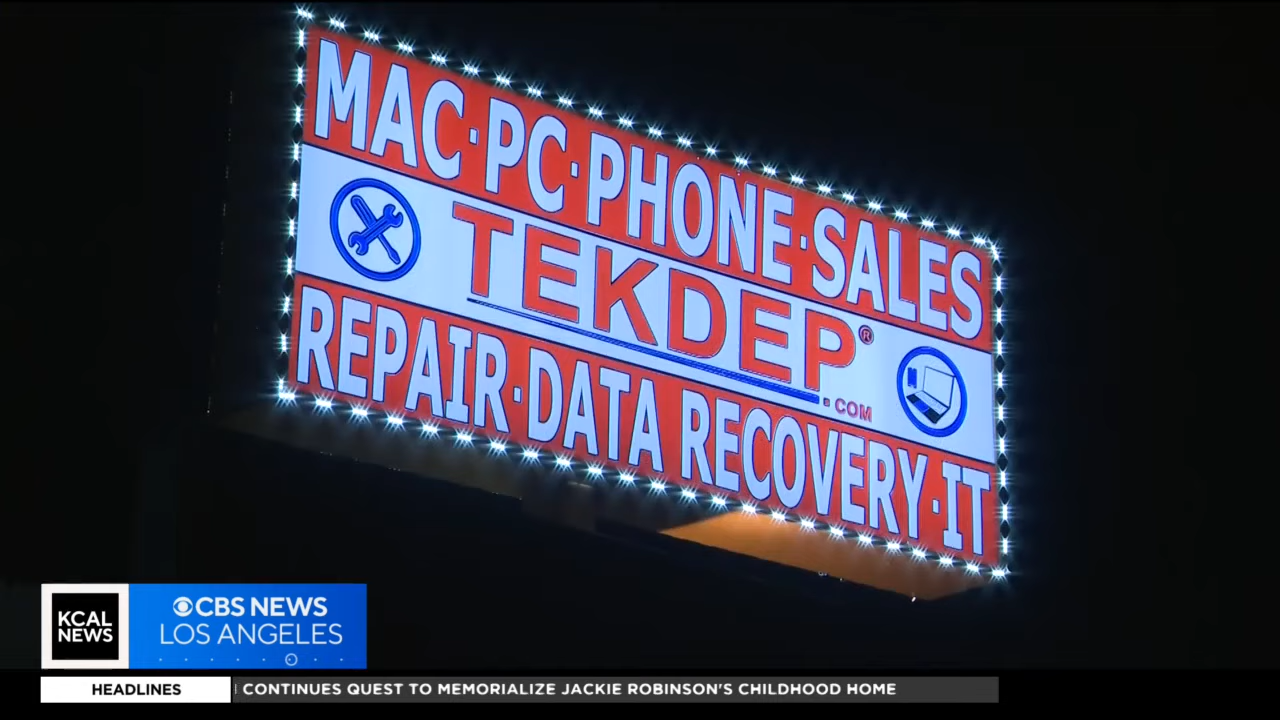 MAC·PC·PHONE·SALES
TEKDEP®
.COM
REPAIR·DATA RECOVERY·IT
KCAL
NEWS
CBS NEWS
LOS ANGELES
HEADLINES
CONTINUES QUEST TO MEMORIALIZE JACKIE ROBINSON'S CHILDHOOD HOME